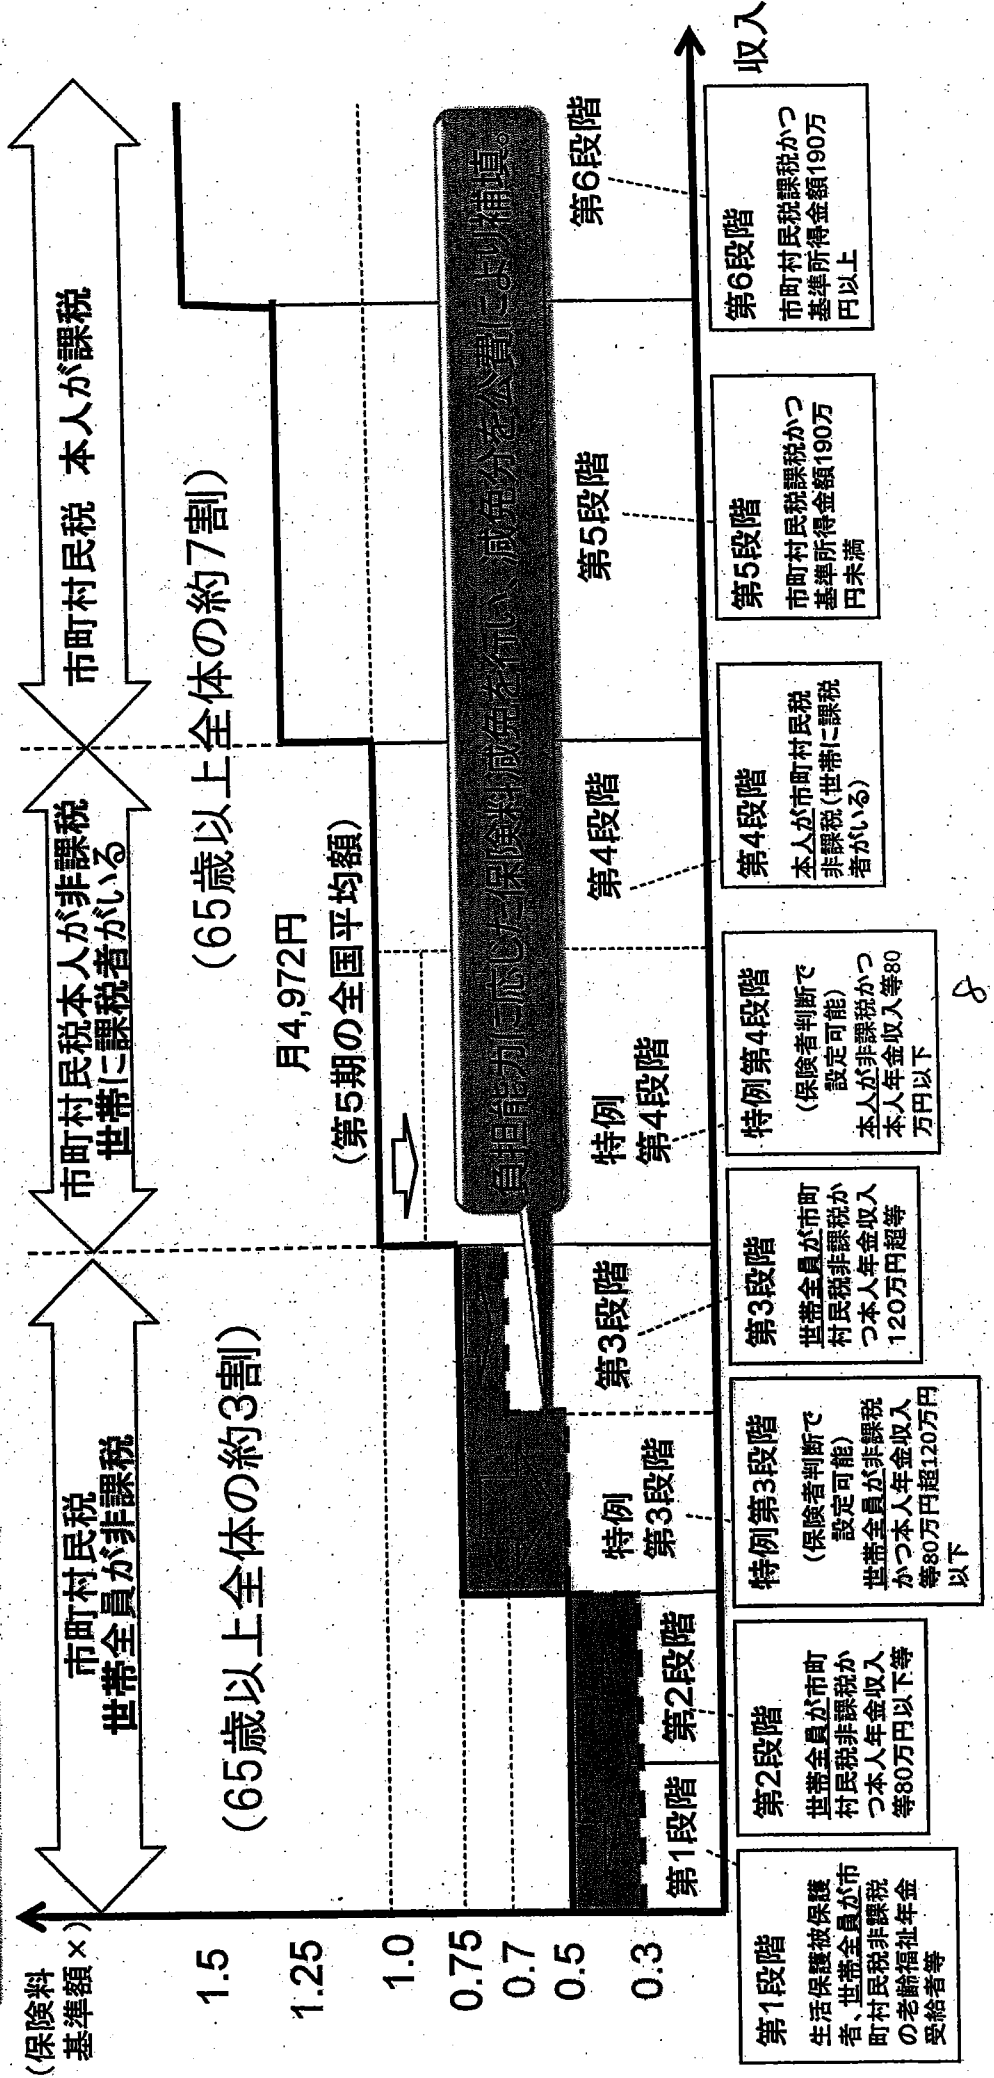 (保険料
基準額×)
1.5
1.25
1.0
0.75
0.7
0.5
0.3
市町村民税
世帯全員が非課税
市町村民税本人が非課税
世帯に課税者がいる
市町村民税 本人が課税
(65歳以上全体の約3割)
(65歳以上全体の約7割)
月4,972円
(第5期の全国平均額)
負担能力に応じた保険料減免を行い、減免分を公費により補填。
第1段階
第2段階
特例
第3段階
第3段階
特例
第4段階
第4段階
第5段階
第6段階
収入
第1段階
生活保護被保護
者、世帯全員が市
町村民税非課税
の老齢福祉年金
受給者等
第2段階
世帯全員が市町
村民税非課税か
つ本人年金収入
等80万円以下等
特例第3段階
(保険者判断で
設定可能)
世帯全員が非課税
かつ本人年金収入
等80万円超120万円
以下
第3段階
世帯全員が市町
村民税非課税か
つ本人年金収入
120万円超等
特例第4段階
(保険者判断で
設定可能)
本人が非課税かつ
本人年金収入等80
万円以下
第4段階
本人が市町村民税
非課税(世帯に課税
者がいる)
第5段階
市町村民税課税かつ
基準所得金額190万
円未満
第6段階
市町村民税課税かつ
基準所得金額190万
円以上
8